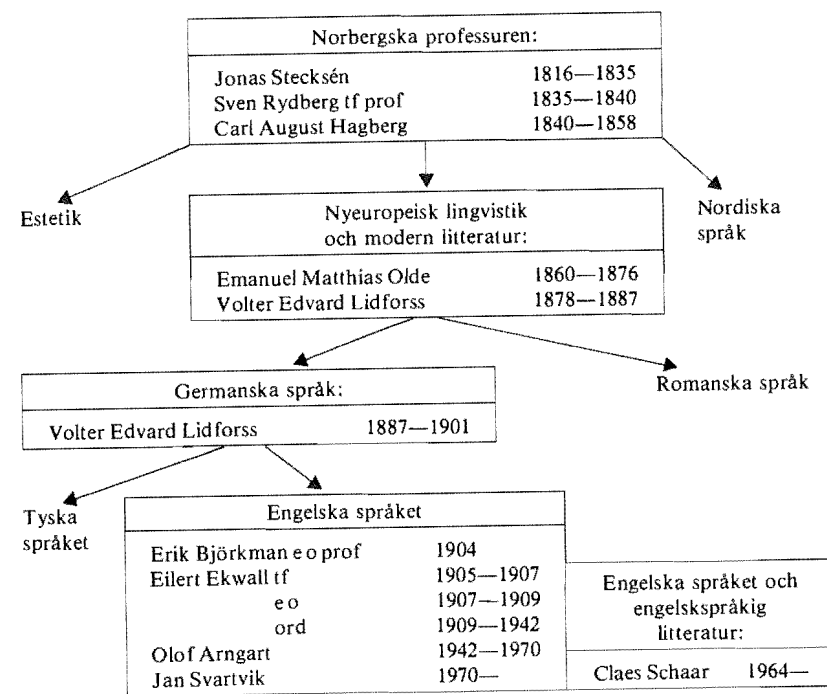 Norbergska professuren:
Jonas Stecksén 1816—1835
Sven Rydberg tf prof 1835—1840
Carl August Hagberg 1840—1858
Estetik
Nordiska
språk
Nyeuropeisk lingvistik
och modern litteratur:
Emanuel Matthias Olde 1860—1876
Volter Edvard Lidforss 1878—1887
Romanska språk
Germanska språk:
Volter Edvard Lidforss 1887—1901
Tyska
språket
Engelska språket
Erik Björkman e o prof 1904
Eilert Ekwall tf 1905—1907
e o 1907—1909
ord 1909—1942
Olof Arngart 1942—1970
Jan Svartvik 1970—
Engelska språket och
engelskspråkig
litteratur:
Claes Schaar 1964—